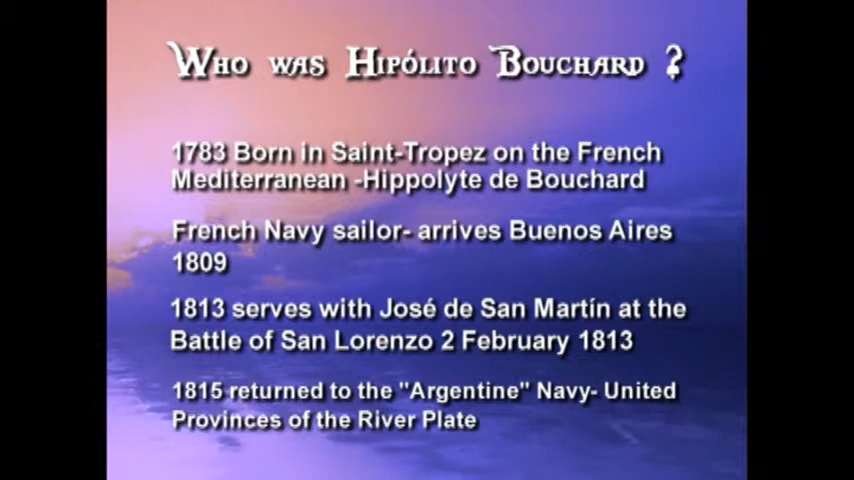 Who was Hipólito Bouchard ?
1783 Born in Saint-Tropez on the French
Mediterranean -Hippolyte de Bouchard
French Navy sailor- arrives Buenos Aires
1809
1813 serves with José de San Martín at the
Battle of San Lorenzo 2 February 1813
1815 returned to the "Argentine" Navy- United
Provinces of the River Plate